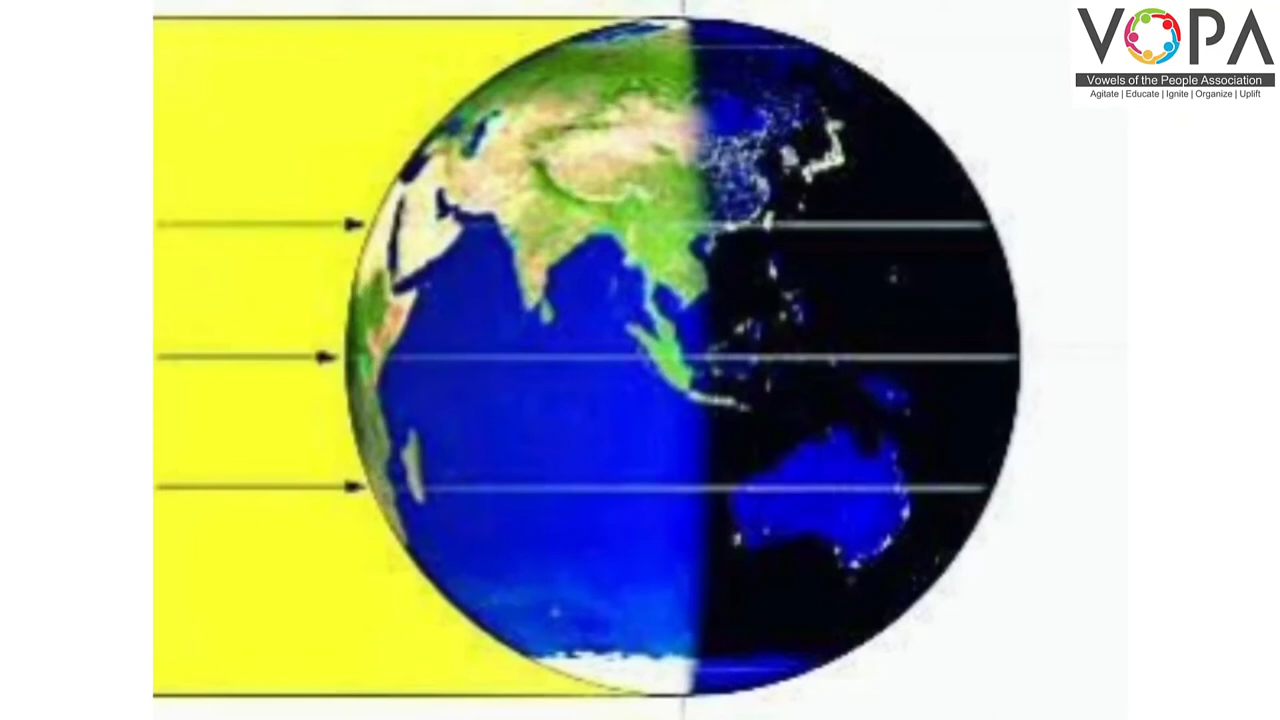 VOPA
Vowels of the People Association
Agitate | Educate | Ignite | Organize | Uplift